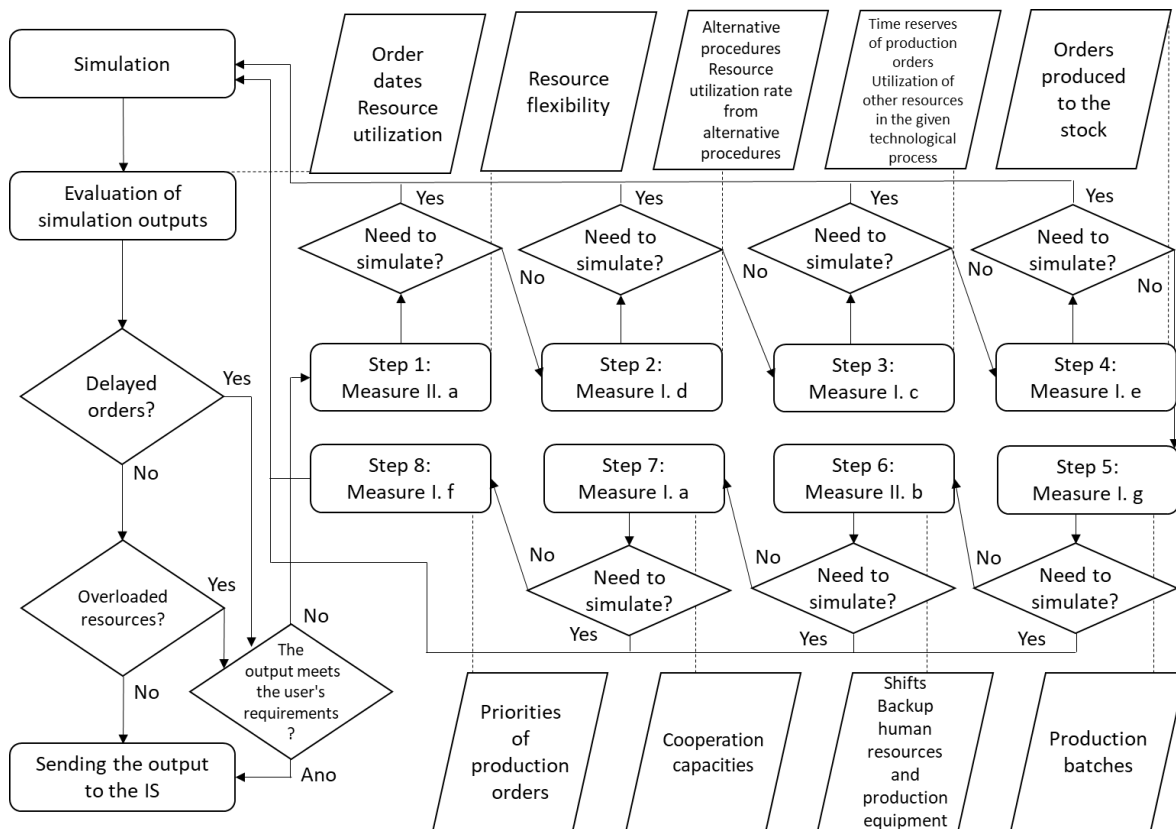 Simulation
Order
dates
Resource
utilization
Resource
flexibility
Alternative
procedures
Resource
utilization rate
from
alternative
procedures
Time reserves
of production
orders
Utilization of
other resources
in the given
technological
process
Orders
produced
to the
stock
Evaluation of
simulation outputs
Yes
Yes
Yes
Yes
Need to
simulate?
Need to
simulate?
Need to
simulate?
Need to
simulate?
No
No
No
No
Step 1:
Measure II. a
Step 2:
Measure I. d
Step 3:
Measure I. c
Step 4:
Measure I. e
Delayed
orders?
Yes
No
Step 8:
Measure I. f
Step 7:
Measure I. a
Step 6:
Measure II. b
Step 5:
Measure I. g
No
No
No
Need to
simulate?
Need to
simulate?
Need to
simulate?
Yes
Yes
Yes
Overloaded
resources?
Yes
No
No
The
output meets
the user's
requirements
?
Ano
Sending the output
to the IS
Priorities
of
production
orders
Cooperation
capacities
Shifts
Backup
human
resources
and
production
equipment
Production
batches